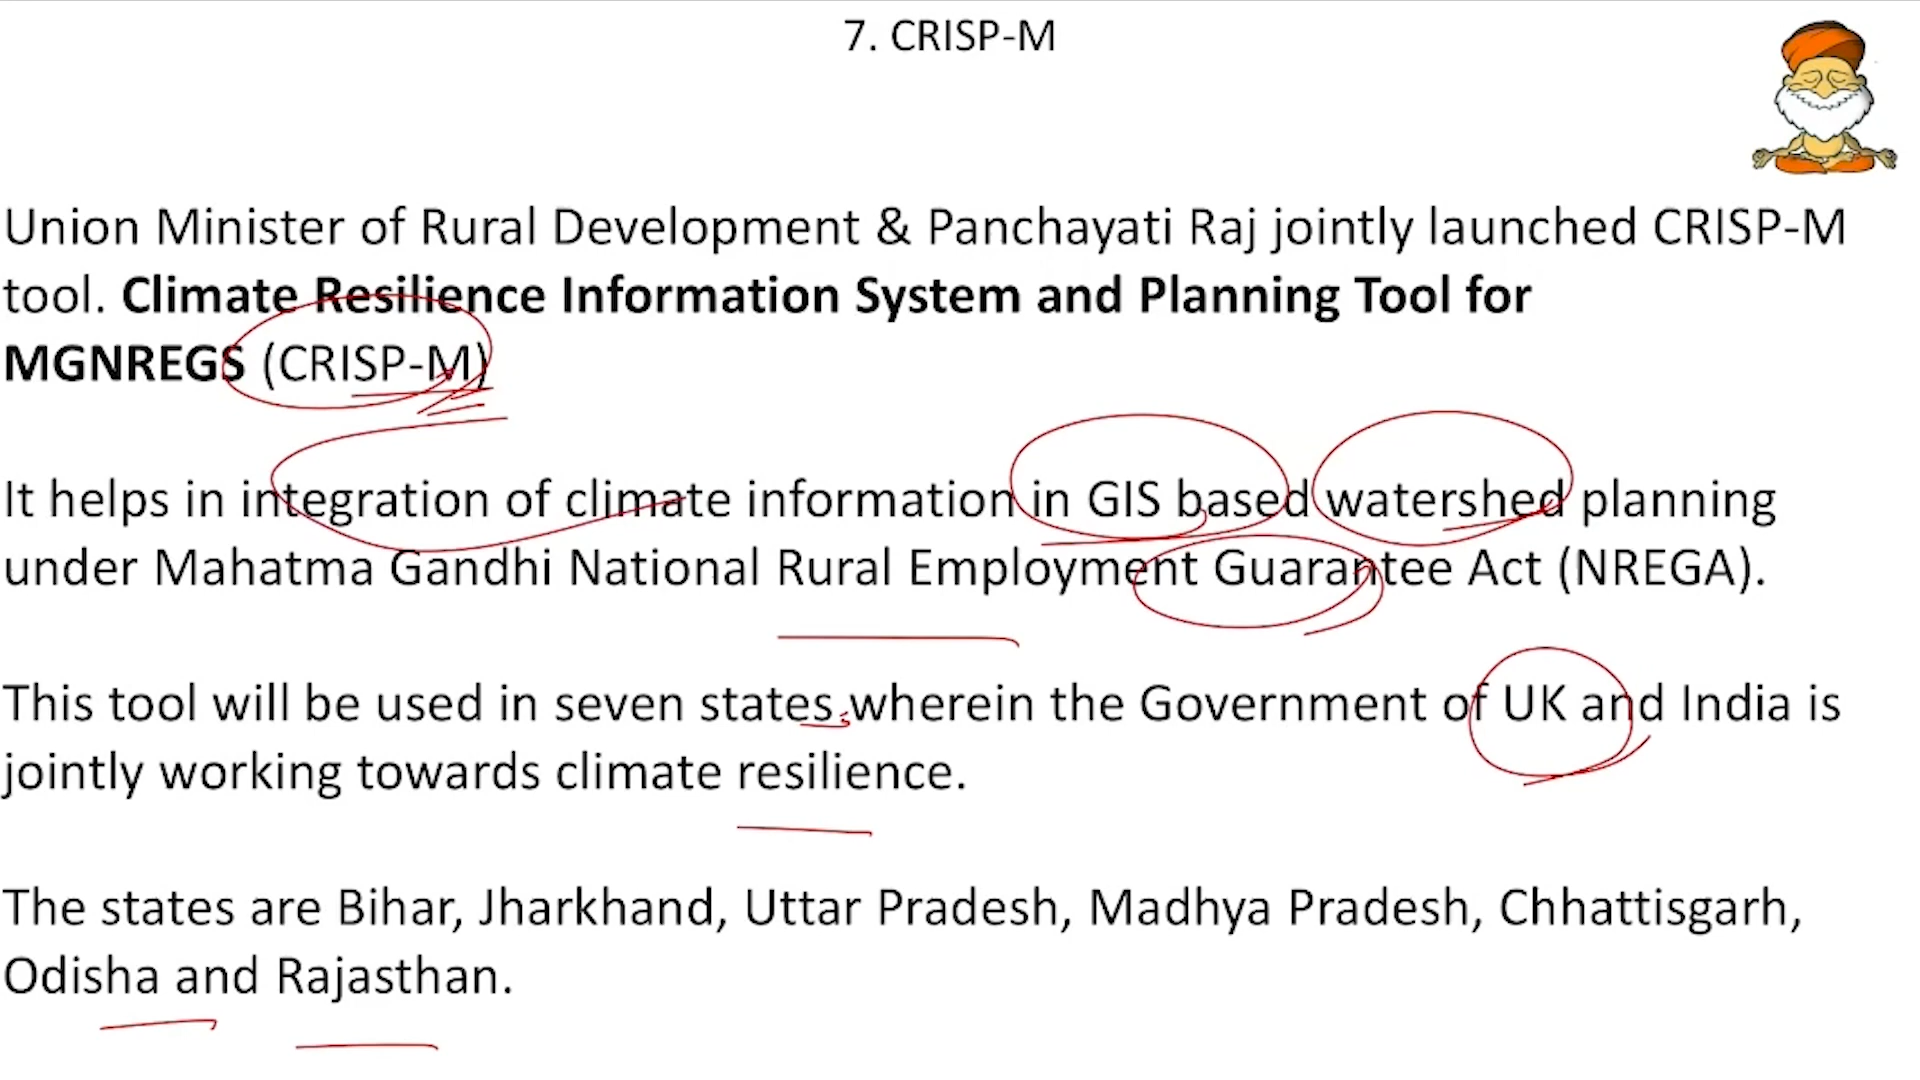 7. CRISP-M
Union Minister of Rural Development & Panchayati Raj jointly launched CRISP-M
tool. Climate Resilience Information System and Planning Tool for
MGNREGS (CRISP-M)
It helps in integration of climate information in GIS based watershed planning
under Mahatma Gandhi National Rural Employment Guarantee Act (NREGA).
This tool will be used in seven states wherein the Government of UK and India is
jointly working towards climate resilience.
The states are Bihar, Jharkhand, Uttar Pradesh, Madhya Pradesh, Chhattisgarh,
Odisha and Rajasthan.